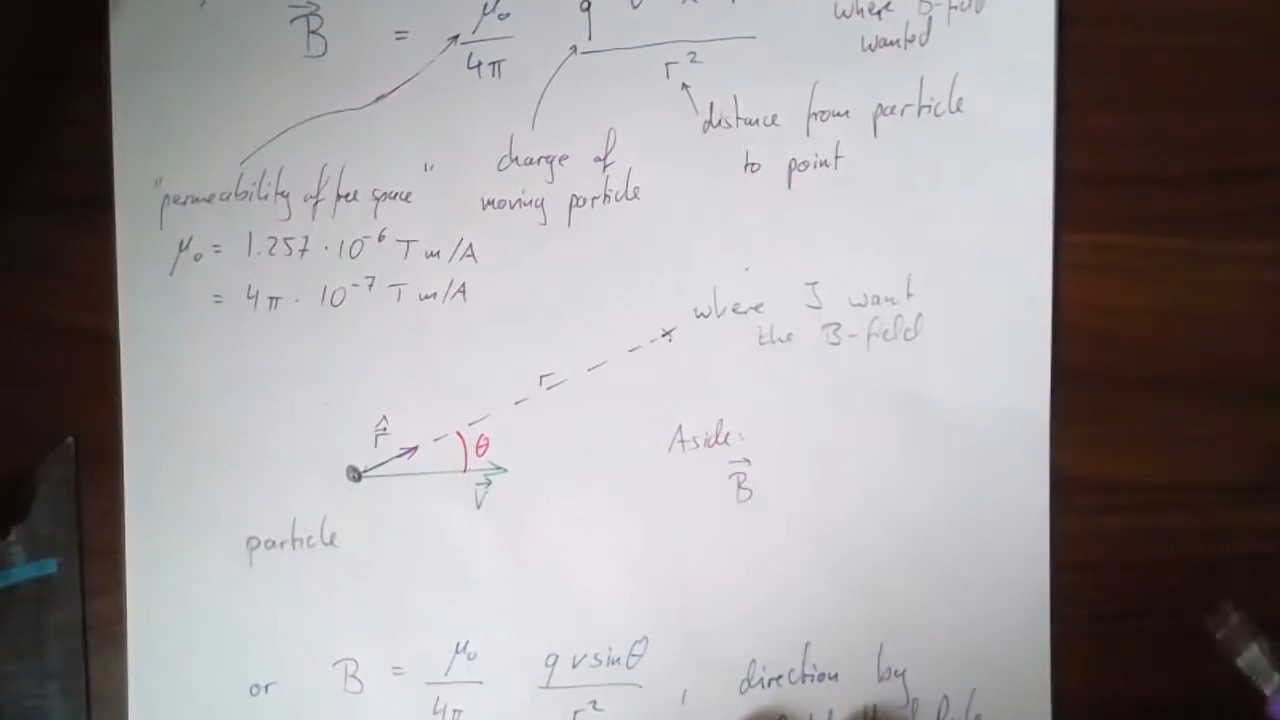 where B-field
B⃗ = μ₀/4π q v⃗ × r̂ / r²
wanted
distance from particle
to point
charge of
moving particle
"permeability of free space"
μ₀ = 1.257 · 10⁻⁶ T m/A
= 4π · 10⁻⁷ T m/A
where I want
the B-field
r
r̂
θ
v⃗
Aside:
B⃗
particle
or B = μ₀/4π q v sinθ / r² , direction by
Rule